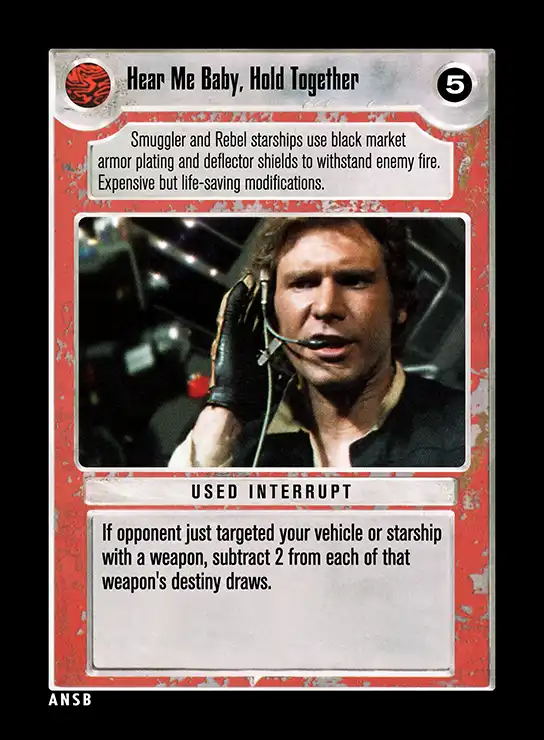 Hear Me Baby, Hold Together
5
Smuggler and Rebel starships use black market
armor plating and deflector shields to withstand enemy fire.
Expensive but life-saving modifications.
USED INTERRUPT
If opponent just targeted your vehicle or starship
with a weapon, subtract 2 from each of that
weapon's destiny draws.
ANSB